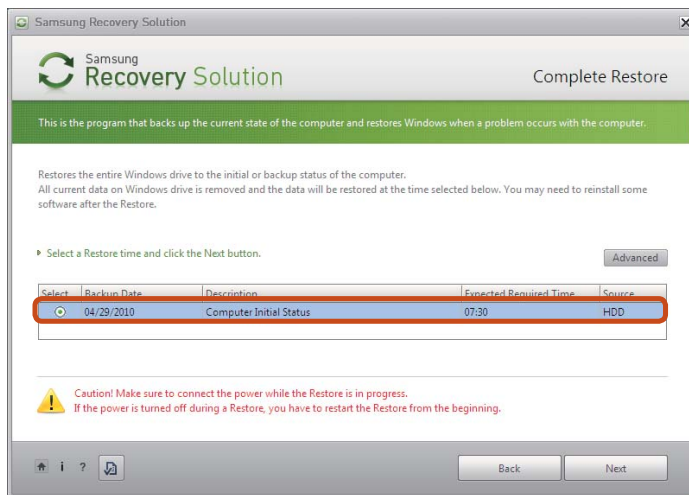 Samsung Recovery Solution
Samsung
Recovery Solution
Complete Restore
This is the program that backs up the current state of the computer and restores Windows when a problem occurs with the computer.
Restores the entire Windows drive to the initial or backup status of the computer.
All current data on Windows drive is removed and the data will be restored at the time selected below. You may need to reinstall some
software after the Restore.
Select a Restore time and click the Next button.
Advanced
Select Backup Date Description Expected Required Time Source
04/29/2010 Computer Initial Status 07:30 HDD
Caution! Make sure to connect the power while the Restore is in progress.
If the power is turned off during a Restore, you have to restart the Restore from the beginning.
i ? Back Next